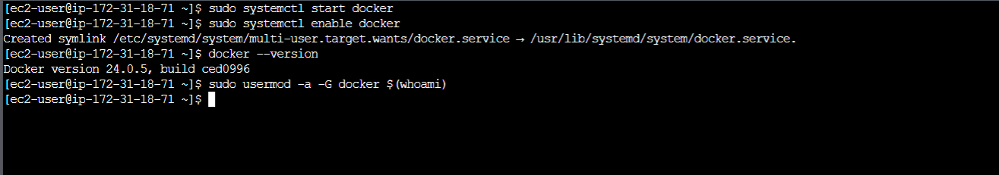 [ec2-user@ip-172-31-18-71 ~]$ sudo systemctl start docker
[ec2-user@ip-172-31-18-71 ~]$ sudo systemctl enable docker
Created symlink /etc/systemd/system/multi-user.target.wants/docker.service → /usr/lib/systemd/system/docker.service.
[ec2-user@ip-172-31-18-71 ~]$ docker --version
Docker version 24.0.5, build ced0996
[ec2-user@ip-172-31-18-71 ~]$ sudo usermod -a -G docker $(whoami)
[ec2-user@ip-172-31-18-71 ~]$